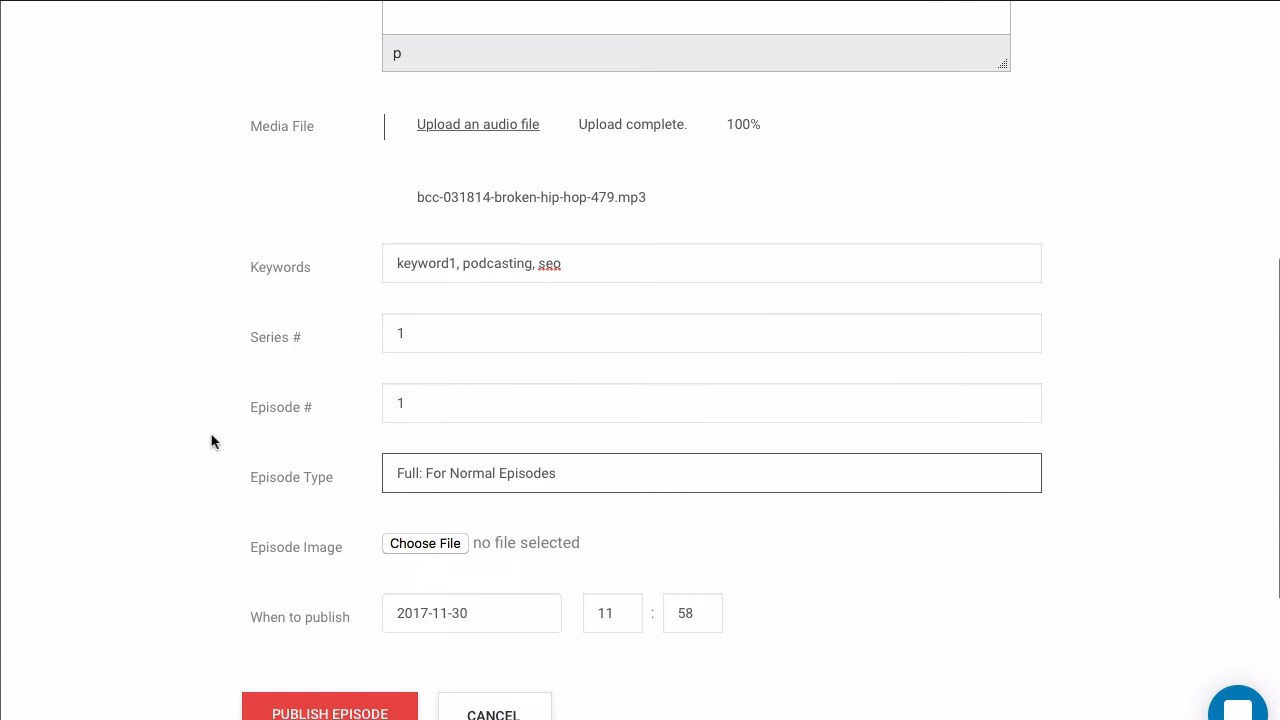 p
Media File Upload an audio file Upload complete. 100%
bcc-031814-broken-hip-hop-479.mp3
Keywords keyword1, podcasting, seo
Series # 1
Episode # 1
Episode Type Full: For Normal Episodes
Episode Image Choose File no file selected
When to publish 2017-11-30 11 : 58
PUBLISH EPISODE CANCEL